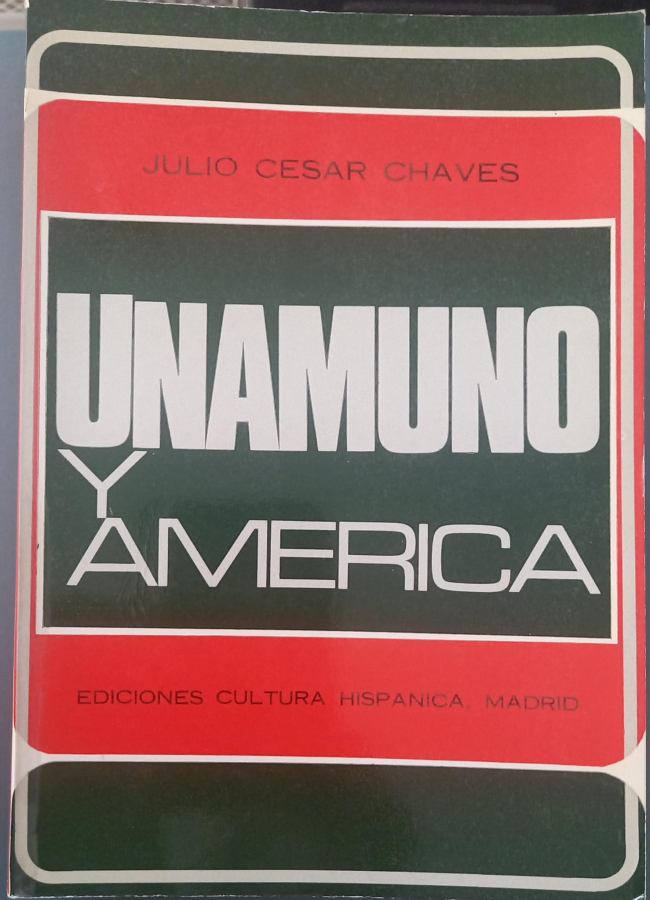 JULIO CESAR CHAVES
UNAMUNO
Y
AMERICA
EDICIONES CULTURA HISPANICA, MADRID